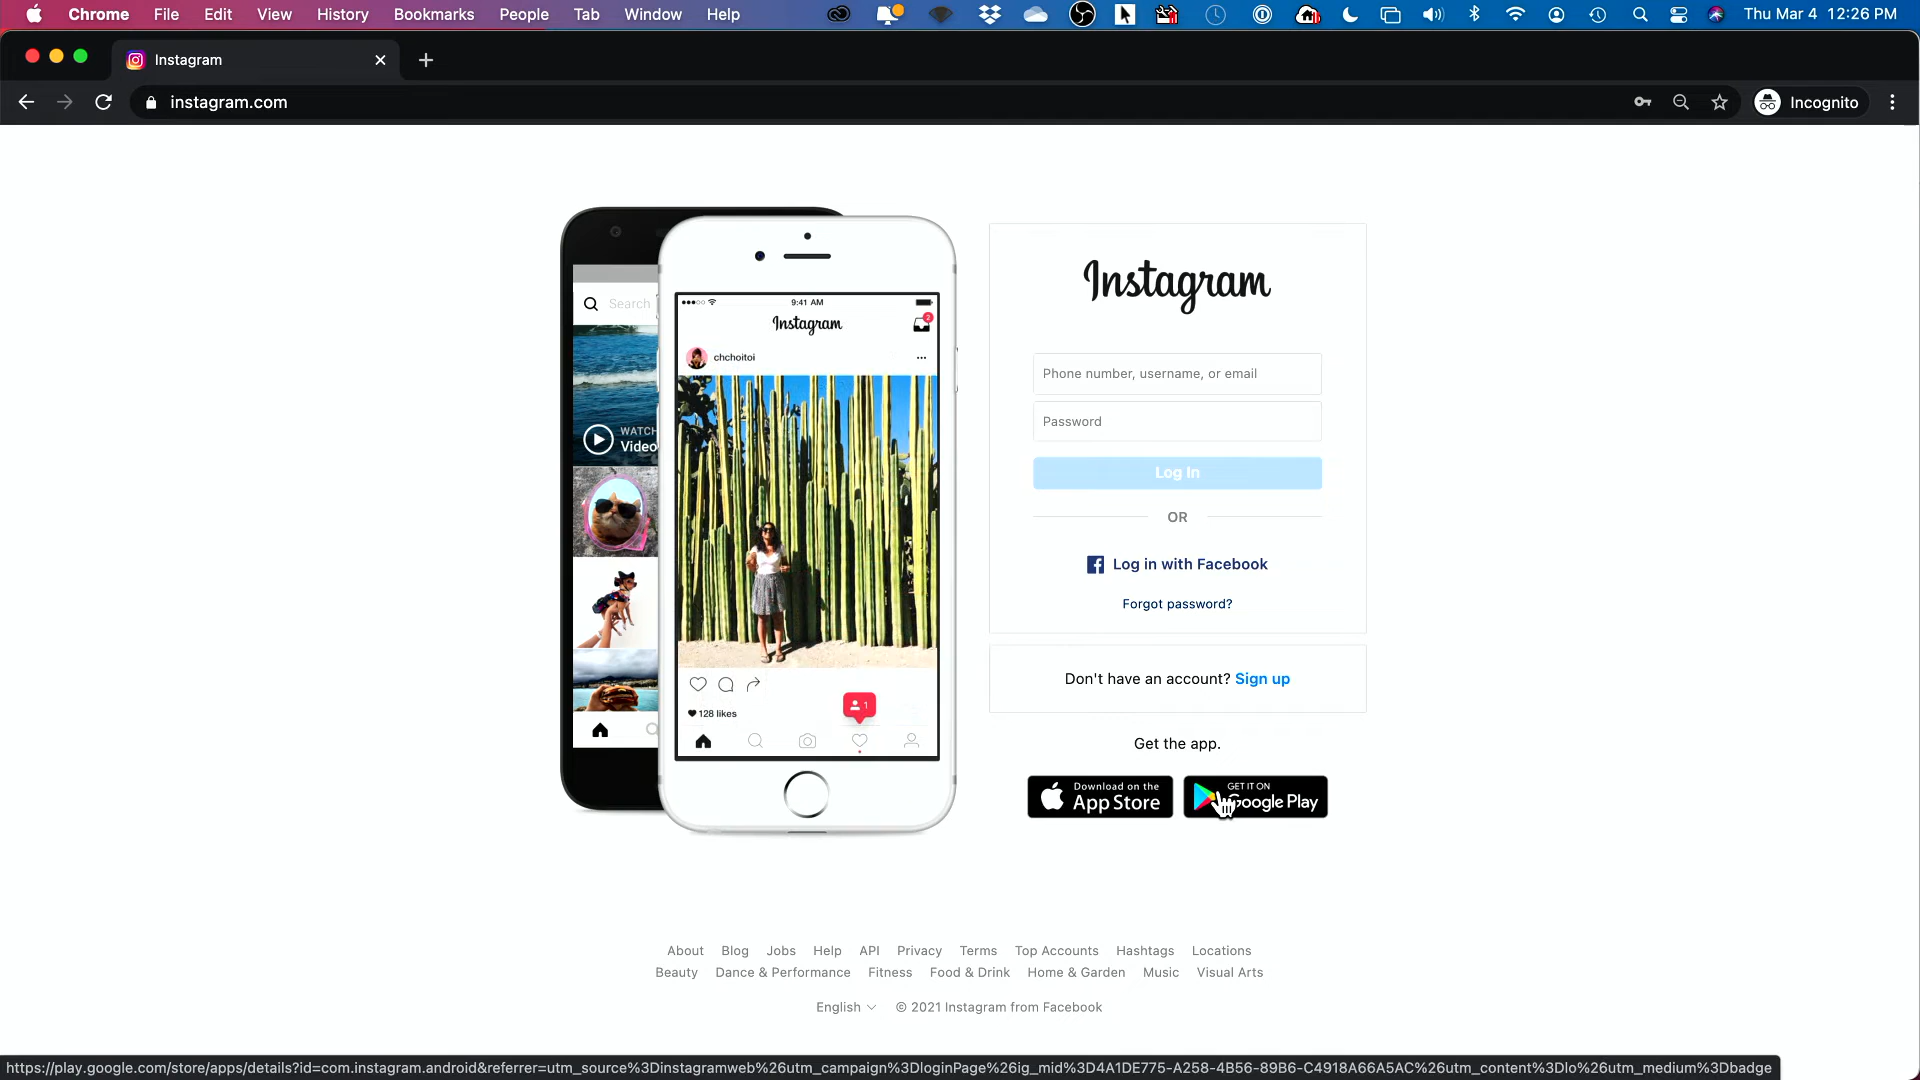 Chrome File Edit View History Bookmarks People Tab Window Help Thu Mar 4 12:26 PM
Instagram
instagram.com
Incognito
Search
WATCH
Video
9:41 AM
Instagram
2
chchoitoi
128 likes
1
Instagram
Phone number, username, or email
Password
Log In
OR
Log in with Facebook
Forgot password?
Don't have an account? Sign up
Get the app.
Download on the
App Store
GET IT ON
Google Play
About Blog Jobs Help API Privacy Terms Top Accounts Hashtags Locations
Beauty Dance & Performance Fitness Food & Drink Home & Garden Music Visual Arts
English © 2021 Instagram from Facebook
https://play.google.com/store/apps/details?id=com.instagram.android&referrer=utm_source%3Dinstagramweb%26utm_campaign%3DloginPage%26ig_mid%3D4A1DE775-A258-4B56-89B6-C4918A66A5AC%26utm_content%3Dlo%26utm_medium%3Dbadge